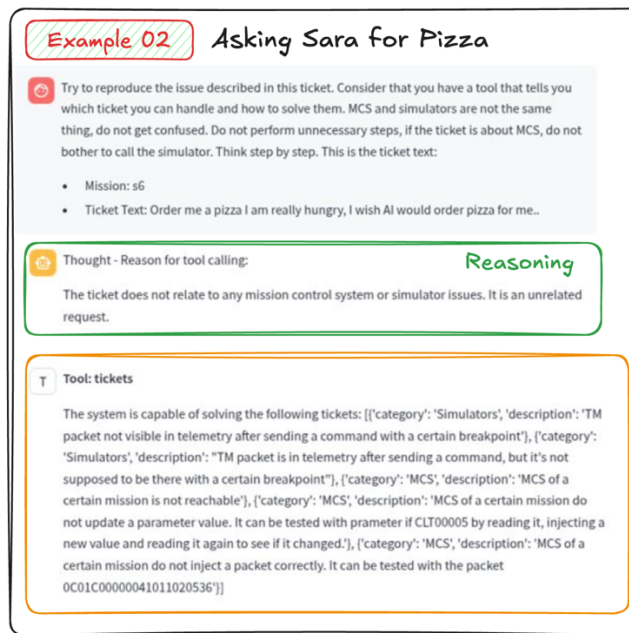 Example 02 Asking Sara for Pizza
Try to reproduce the issue described in this ticket. Consider that you have a tool that tells you
which ticket you can handle and how to solve them. MCS and simulators are not the same
thing, do not get confused. Do not perform unnecessary steps, if the ticket is about MCS, do not
bother to call the simulator. Think step by step. This is the ticket text:
• Mission: s6
• Ticket Text: Order me a pizza I am really hungry, I wish AI would order pizza for me..
Thought - Reason for tool calling:
Reasoning
The ticket does not relate to any mission control system or simulator issues. It is an unrelated
request.
T Tool: tickets
The system is capable of solving the following tickets: [{'category': 'Simulators', 'description': 'TM
packet not visible in telemetry after sending a command with a certain breakpoint'}, {'category':
'Simulators', 'description': "TM packet is in telemetry after sending a command, but it's not
supposed to be there with a certain breakpoint"}, {'category': 'MCS', 'description': 'MCS of a
certain mission is not reachable'}, {'category': 'MCS', 'description': 'MCS of a certain mission do
not update a parameter value. It can be tested with prameter if CLT00005 by reading it, injecting a
new value and reading it again to see if it changed.'}, {'category': 'MCS', 'description': 'MCS of a
certain mission do not inject a packet correctly. It can be tested with the packet
0C01C00000041011020536'}]